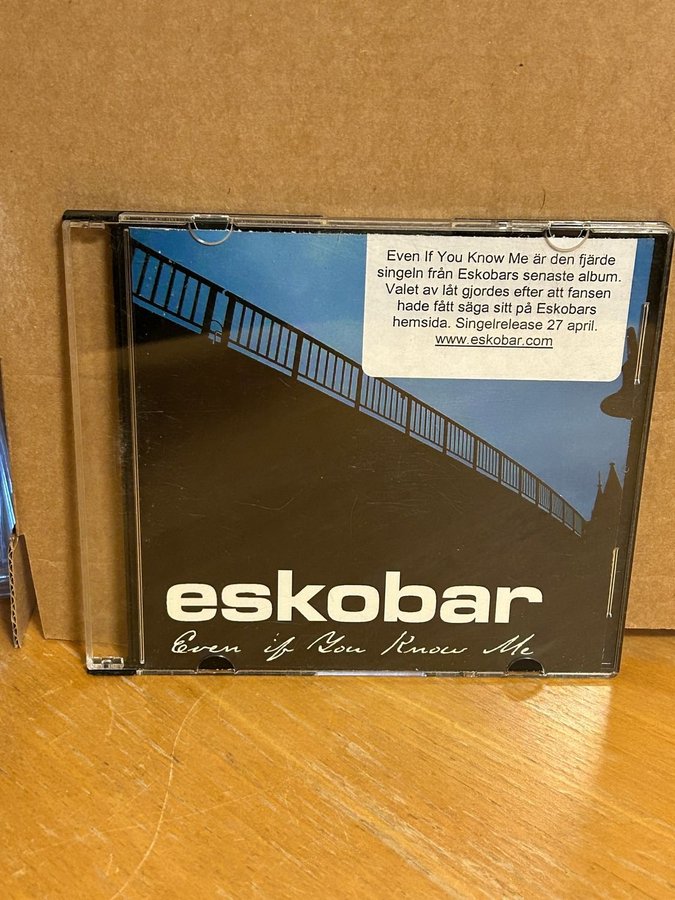 Even If You Know Me är den fjärde
singeln från Eskobars senaste album.
Valet av låt gjordes efter att fansen
hade fått säga sitt på Eskobars
hemsida. Singelrelease 27 april.
www.eskobar.com
eskobar
Even if You Know Me